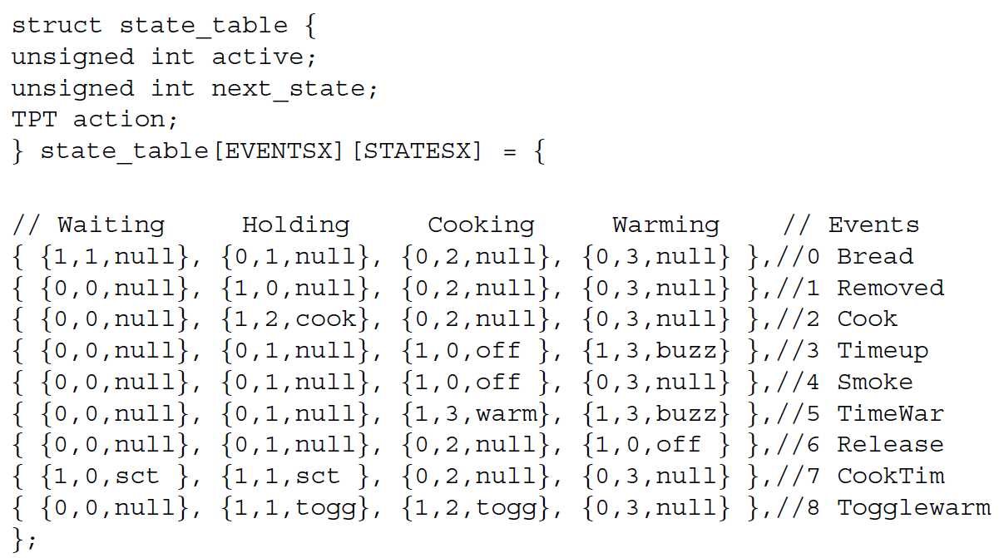 struct state_table {
unsigned int active;
unsigned int next_state;
TPT action;
} state_table[EVENTSX][STATESX] = {
// Waiting Holding Cooking Warming // Events
{ {1,1,null}, {0,1,null}, {0,2,null}, {0,3,null} },//0 Bread
{ {0,0,null}, {1,0,null}, {0,2,null}, {0,3,null} },//1 Removed
{ {0,0,null}, {1,2,cook}, {0,2,null}, {0,3,null} },//2 Cook
{ {0,0,null}, {0,1,null}, {1,0,off }, {1,3,buzz} },//3 Timeup
{ {0,0,null}, {0,1,null}, {1,0,off }, {0,3,null} },//4 Smoke
{ {0,0,null}, {0,1,null}, {1,3,warm}, {1,3,buzz} },//5 TimeWar
{ {0,0,null}, {0,1,null}, {0,2,null}, {1,0,off } },//6 Release
{ {1,0,sct }, {1,1,sct }, {0,2,null}, {0,3,null} },//7 CookTim
{ {0,0,null}, {1,1,togg}, {1,2,togg}, {0,3,null} },//8 Togglewarm
};